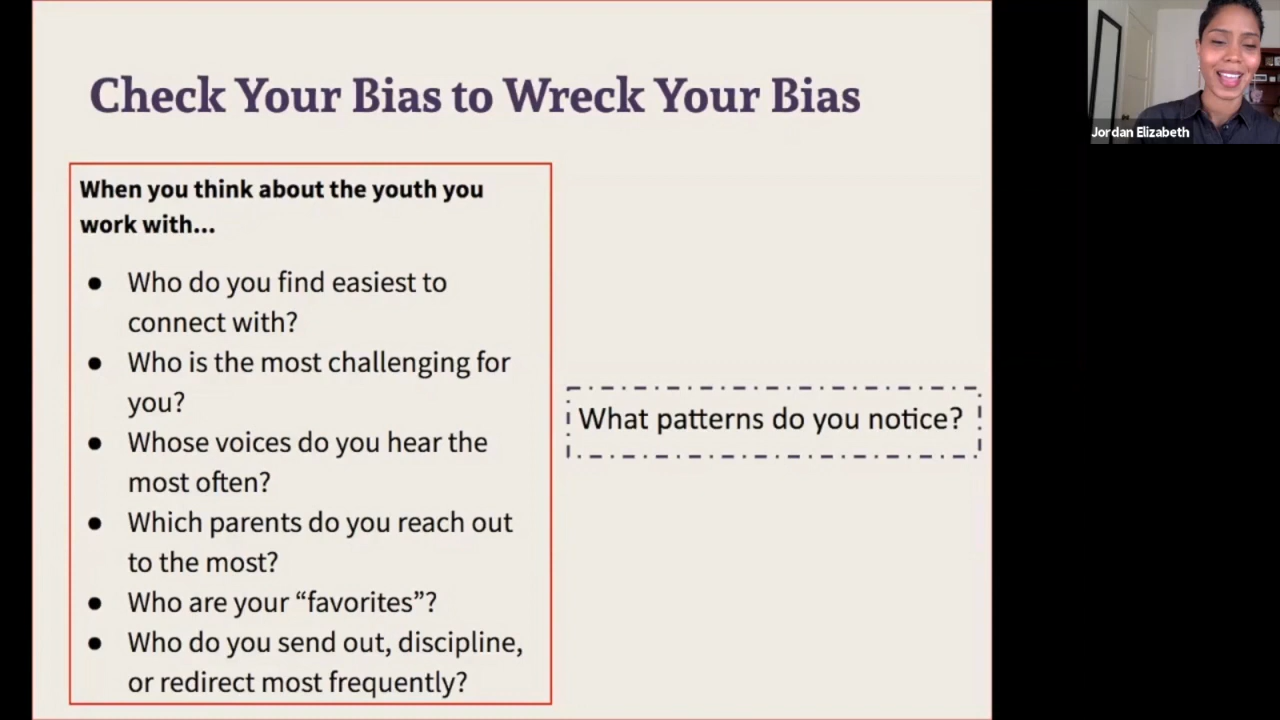 Check Your Bias to Wreck Your Bias
Jordan Elizabeth
When you think about the youth you
work with...
● Who do you find easiest to
connect with?
● Who is the most challenging for
you?
● Whose voices do you hear the
most often?
● Which parents do you reach out
to the most?
● Who are your “favorites”?
● Who do you send out, discipline,
or redirect most frequently?
What patterns do you notice?